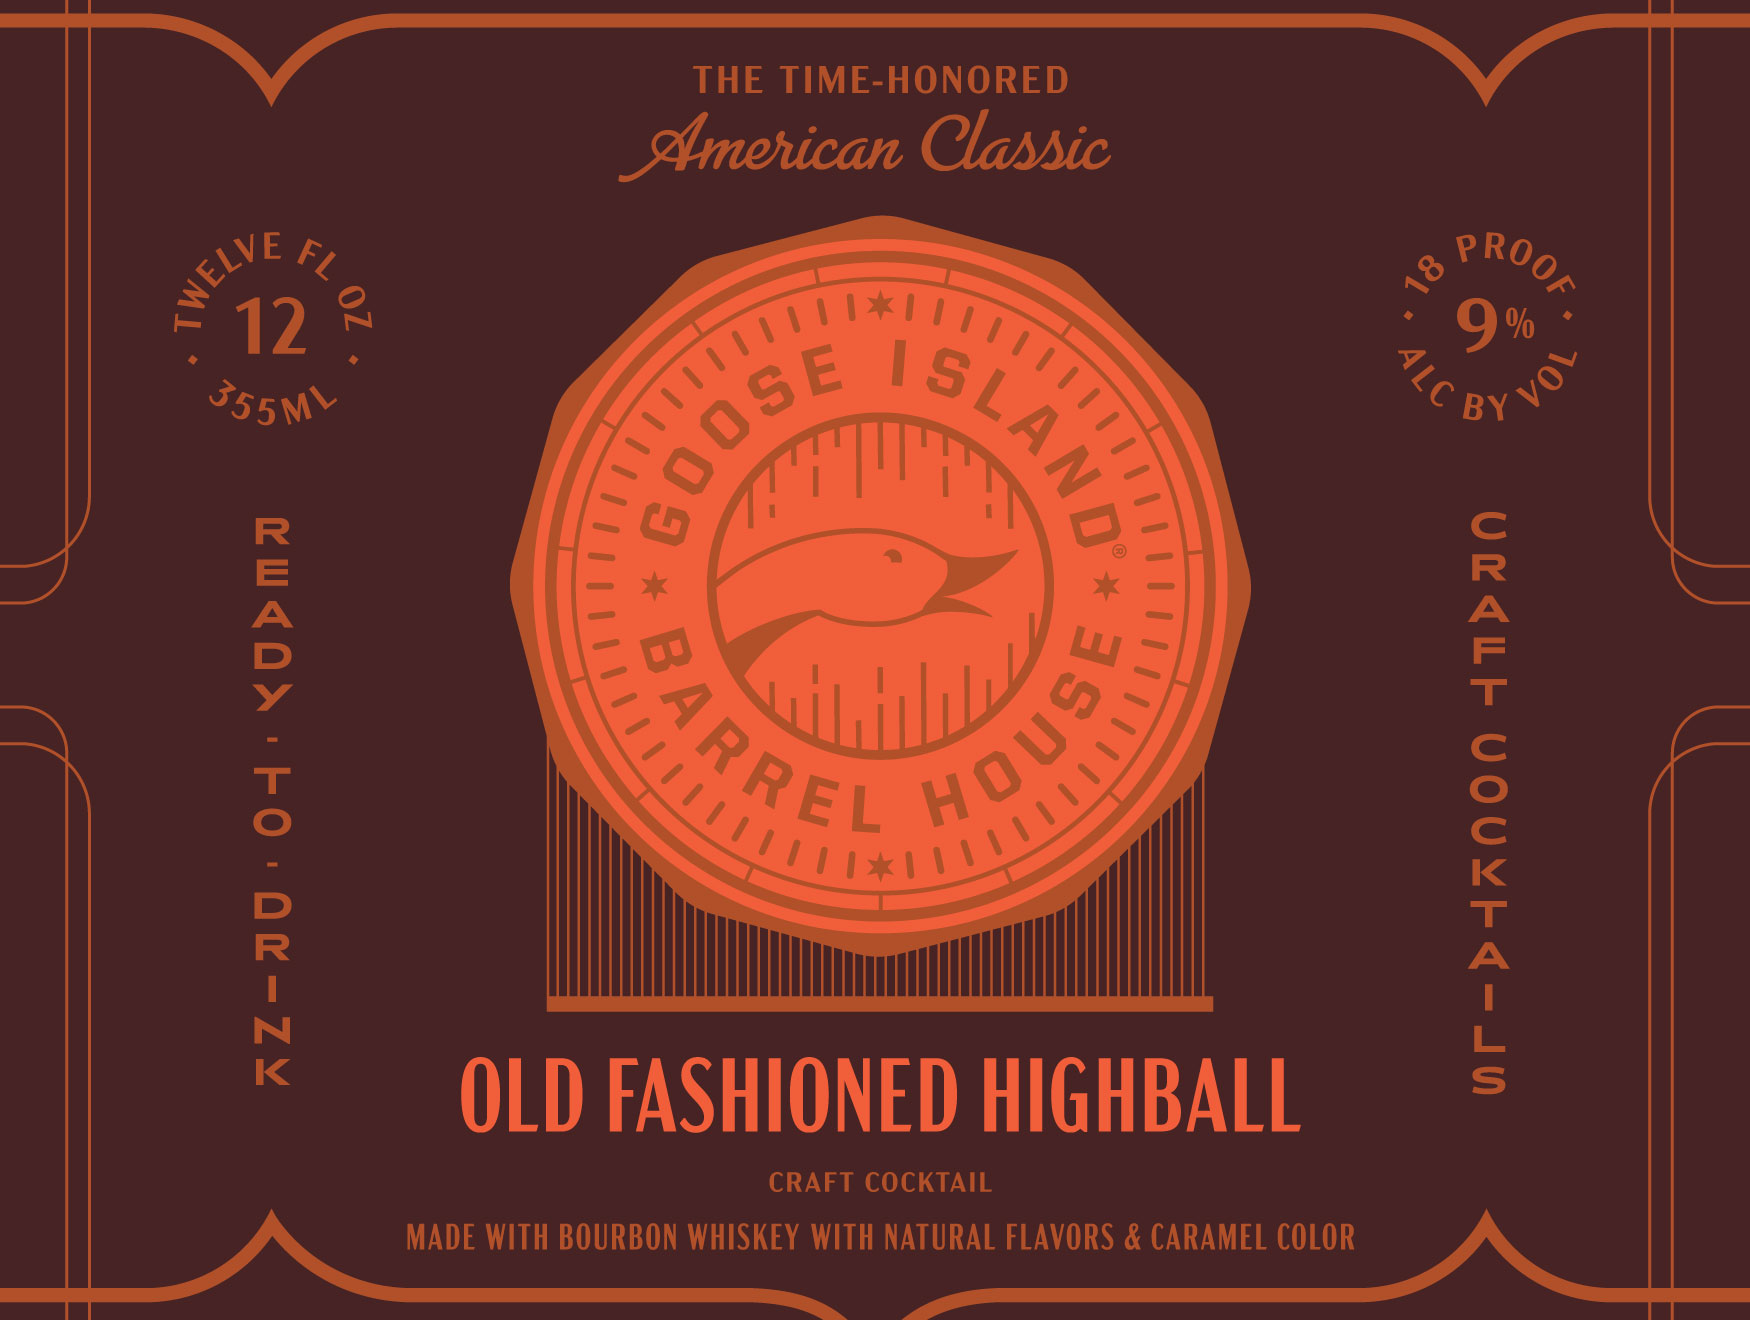 THE TIME-HONORED
American Classic
TWELVE FL OZ
12
355ML
18 PROOF
9%
ALC BY VOL
GOOSE ISLAND®
BARREL HOUSE
READY-TO-DRINK
CRAFT COCKTAILS
OLD FASHIONED HIGHBALL
CRAFT COCKTAIL
MADE WITH BOURBON WHISKEY WITH NATURAL FLAVORS & CARAMEL COLOR